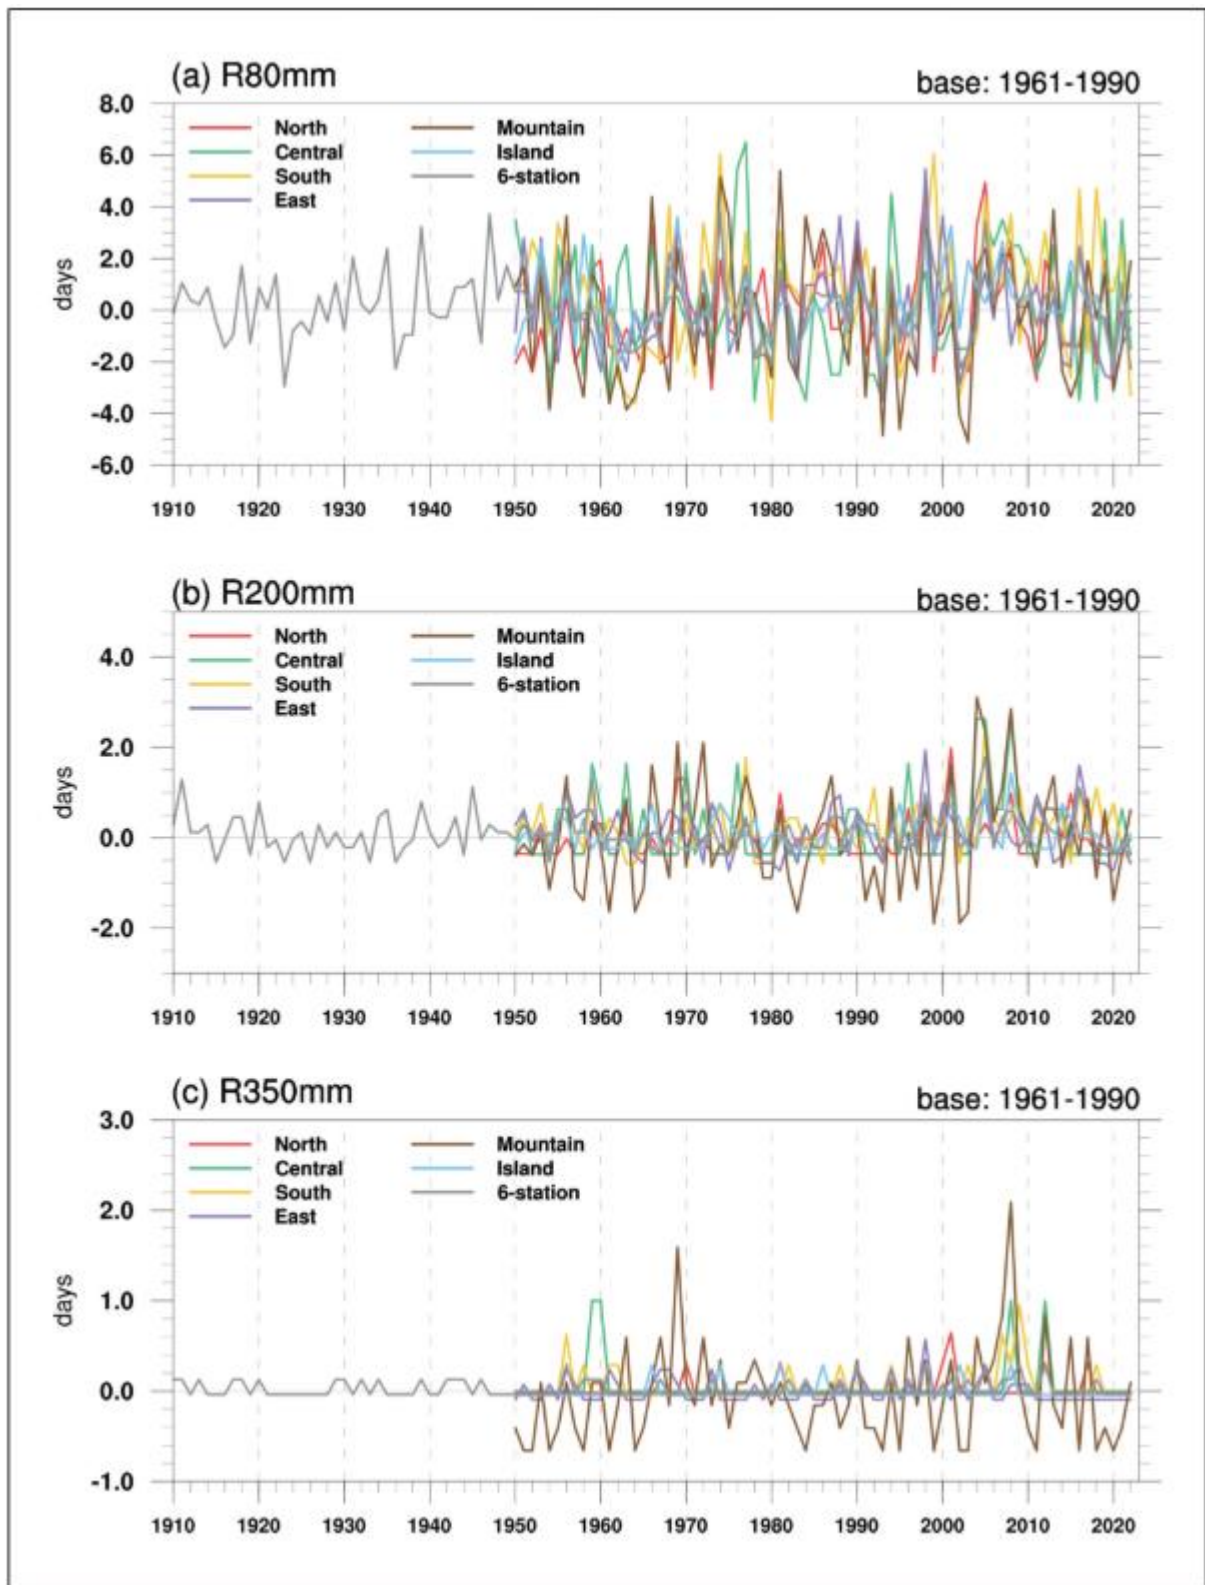 (a) R80mm
base: 1961-1990
North
Central
South
East
Mountain
Island
6-station
days
8.0
6.0
4.0
2.0
0.0
-2.0
-4.0
-6.0
1910 1920 1930 1940 1950 1960 1970 1980 1990 2000 2010 2020
(b) R200mm
base: 1961-1990
North
Central
South
East
Mountain
Island
6-station
days
4.0
2.0
0.0
-2.0
1910 1920 1930 1940 1950 1960 1970 1980 1990 2000 2010 2020
(c) R350mm
base: 1961-1990
North
Central
South
East
Mountain
Island
6-station
days
3.0
2.0
1.0
0.0
-1.0
1910 1920 1930 1940 1950 1960 1970 1980 1990 2000 2010 2020